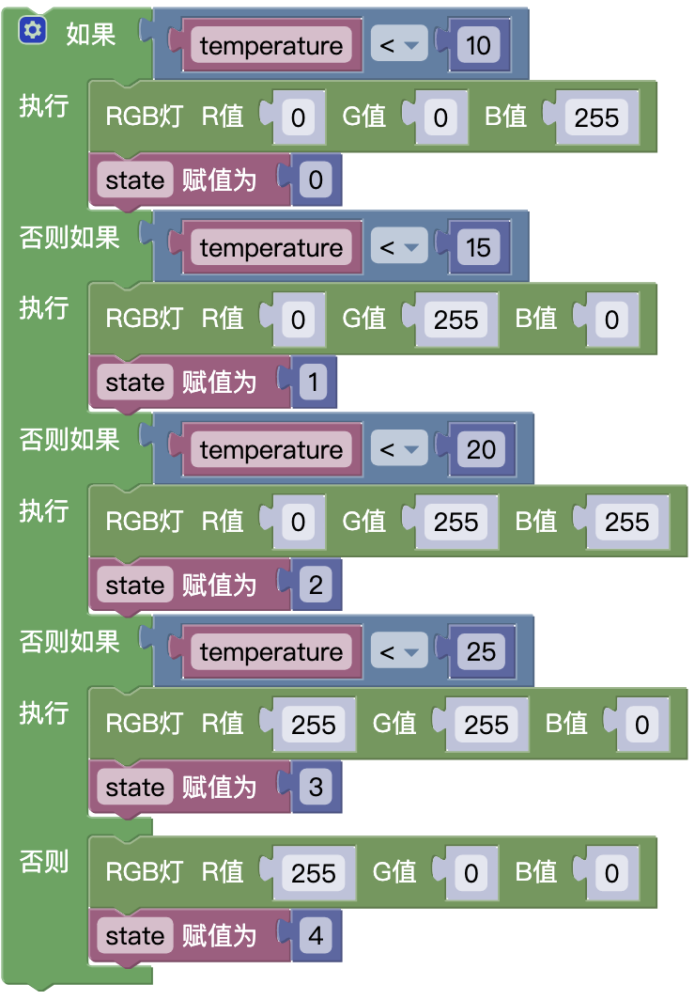 如果 temperature < 10
执行 RGB灯 R值 0 G值 0 B值 255
state 赋值为 0
否则如果 temperature < 15
执行 RGB灯 R值 0 G值 255 B值 0
state 赋值为 1
否则如果 temperature < 20
执行 RGB灯 R值 0 G值 255 B值 255
state 赋值为 2
否则如果 temperature < 25
执行 RGB灯 R值 255 G值 255 B值 0
state 赋值为 3
否则 RGB灯 R值 255 G值 0 B值 0
state 赋值为 4